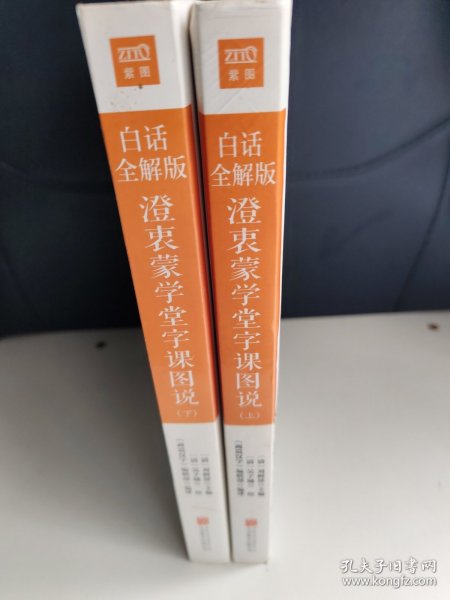 ZITO
紫图
白话
全解版
澄衷蒙学堂字课图说
（下）
ZITO
紫图
白话
全解版
澄衷蒙学堂字课图说
（上）
孔夫子旧书网
www.kongfz.com